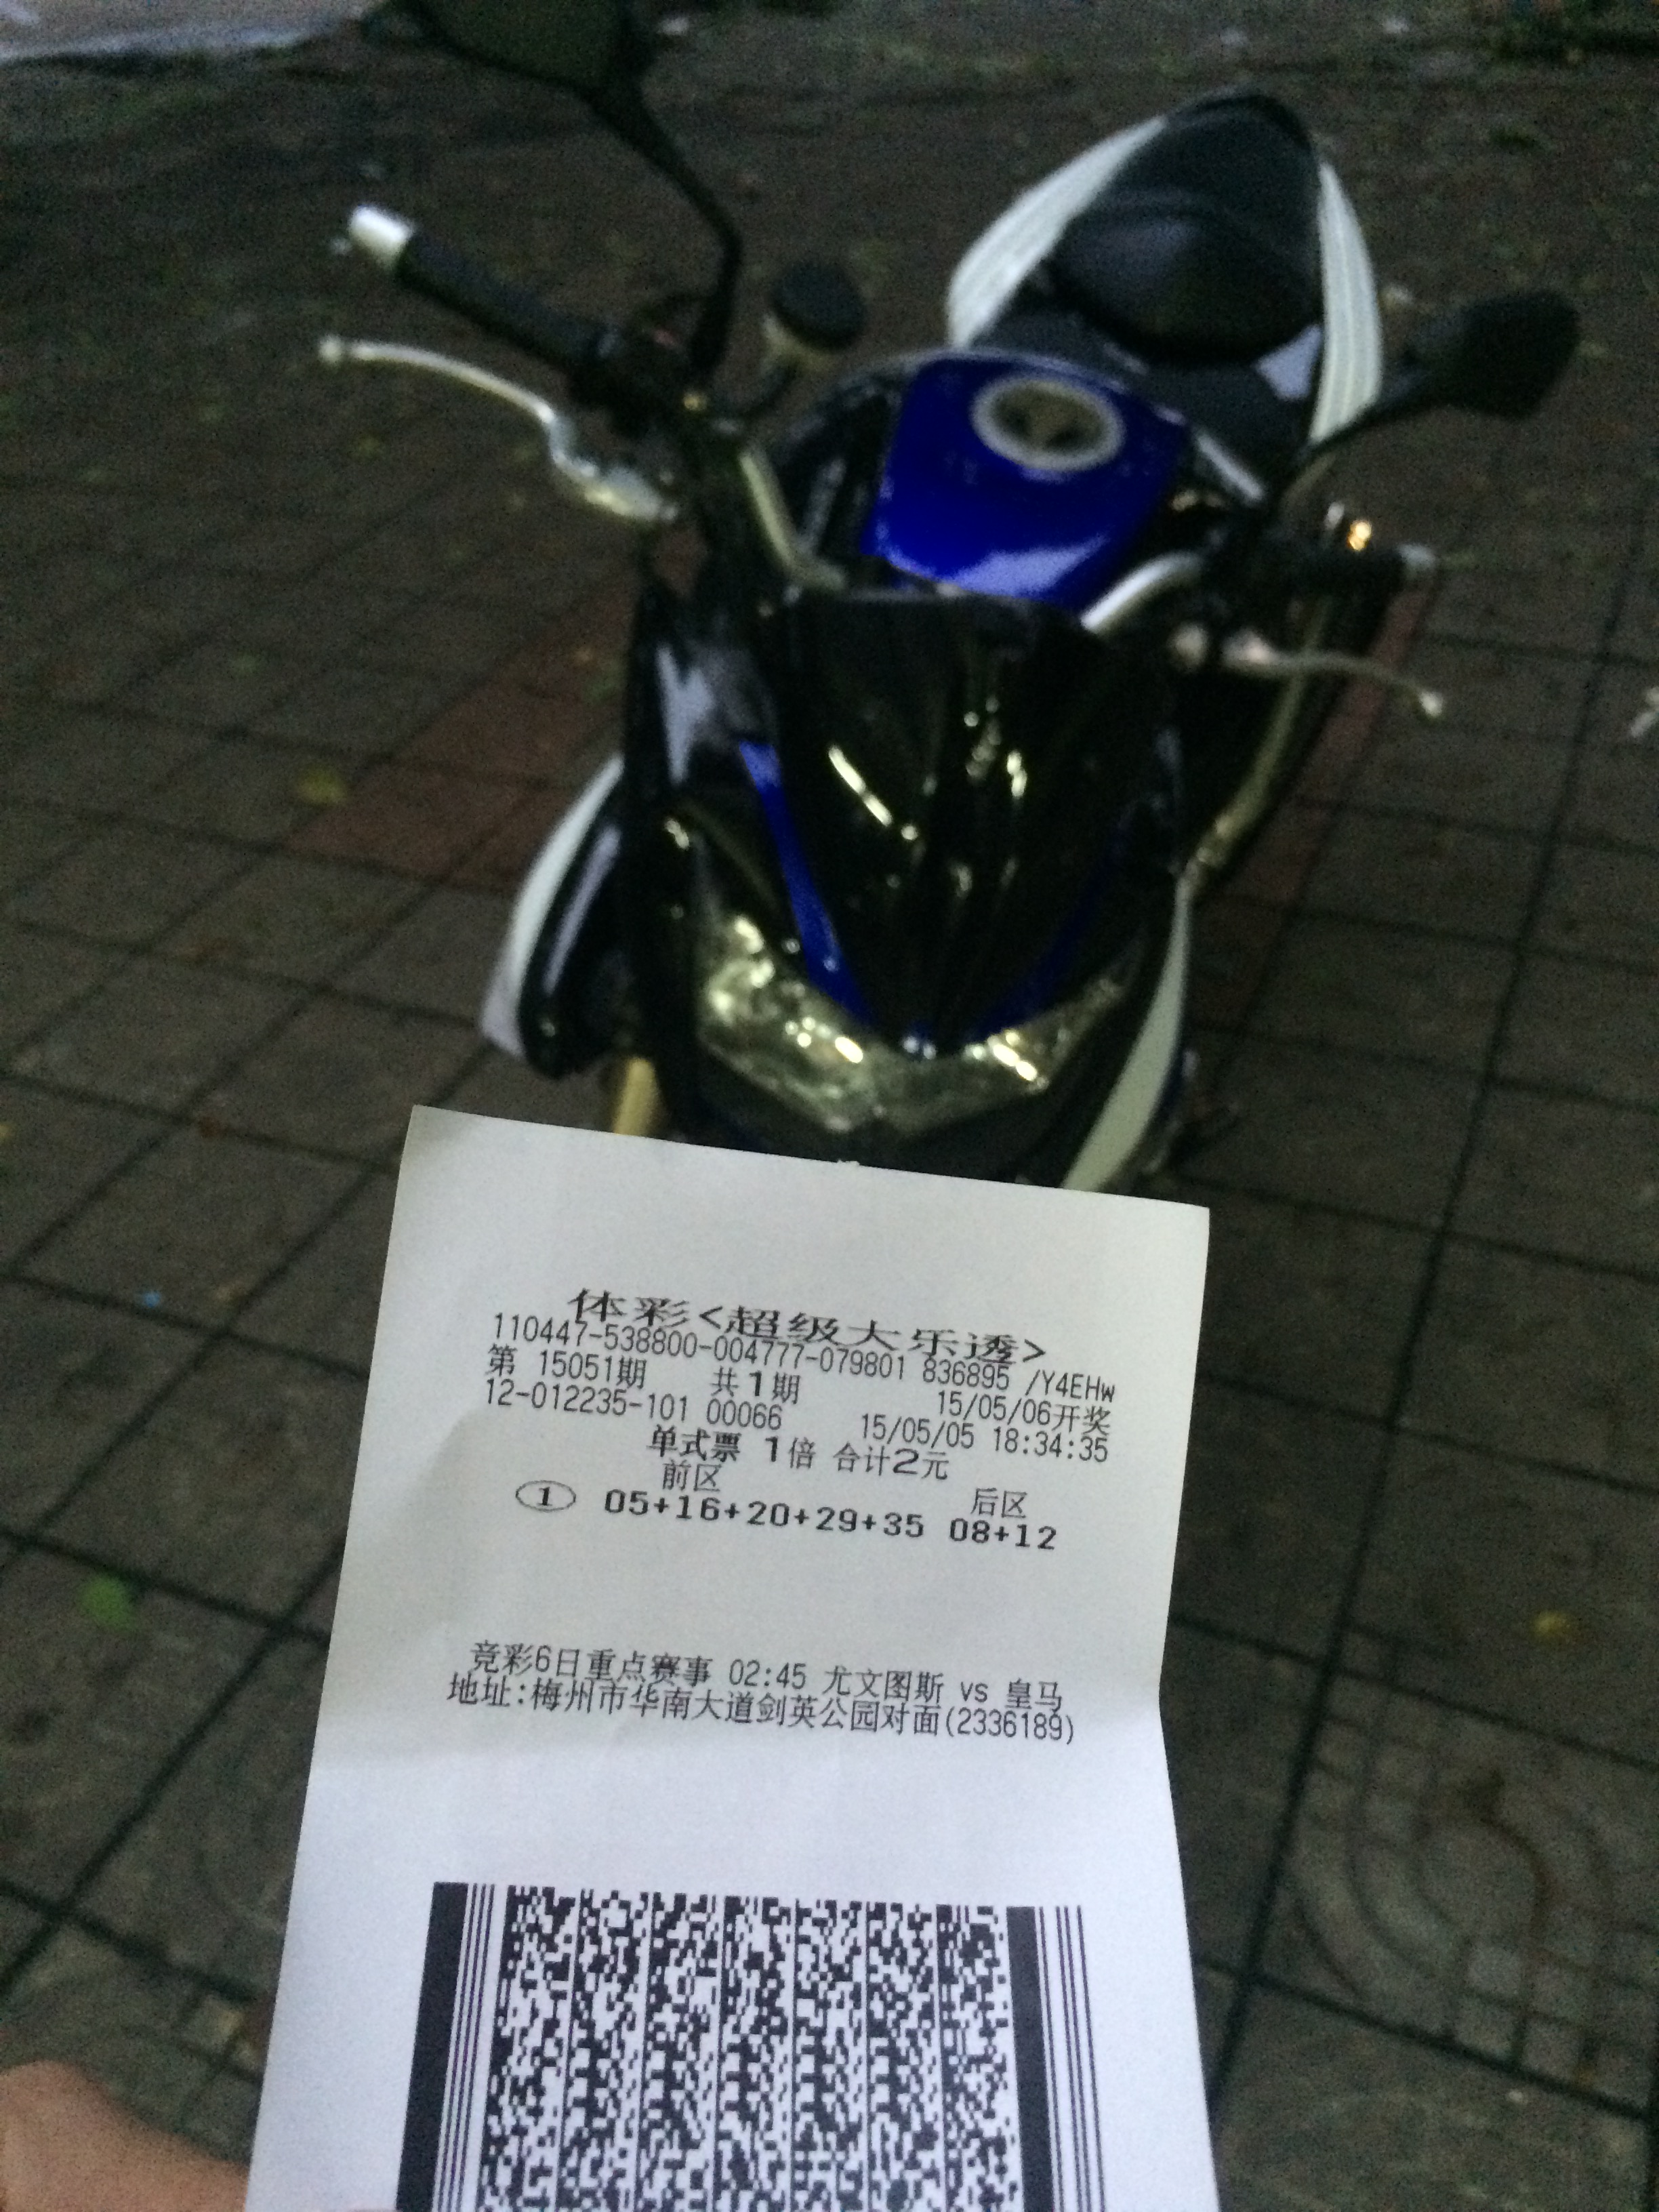 体彩<超级大乐透>
110447-538800-004777-079801 836895 /Y4EHW
第 15051期 共1期 15/05/06开奖
12-012235-101 00066 15/05/05 18:34:35
单式票 1倍 合计2元
前区 后区
① 05+16+20+29+35 08+12
竞彩6日重点赛事 02:45 尤文图斯 vs 皇马
地址:梅州市华南大道剑英公园对面(2336189)